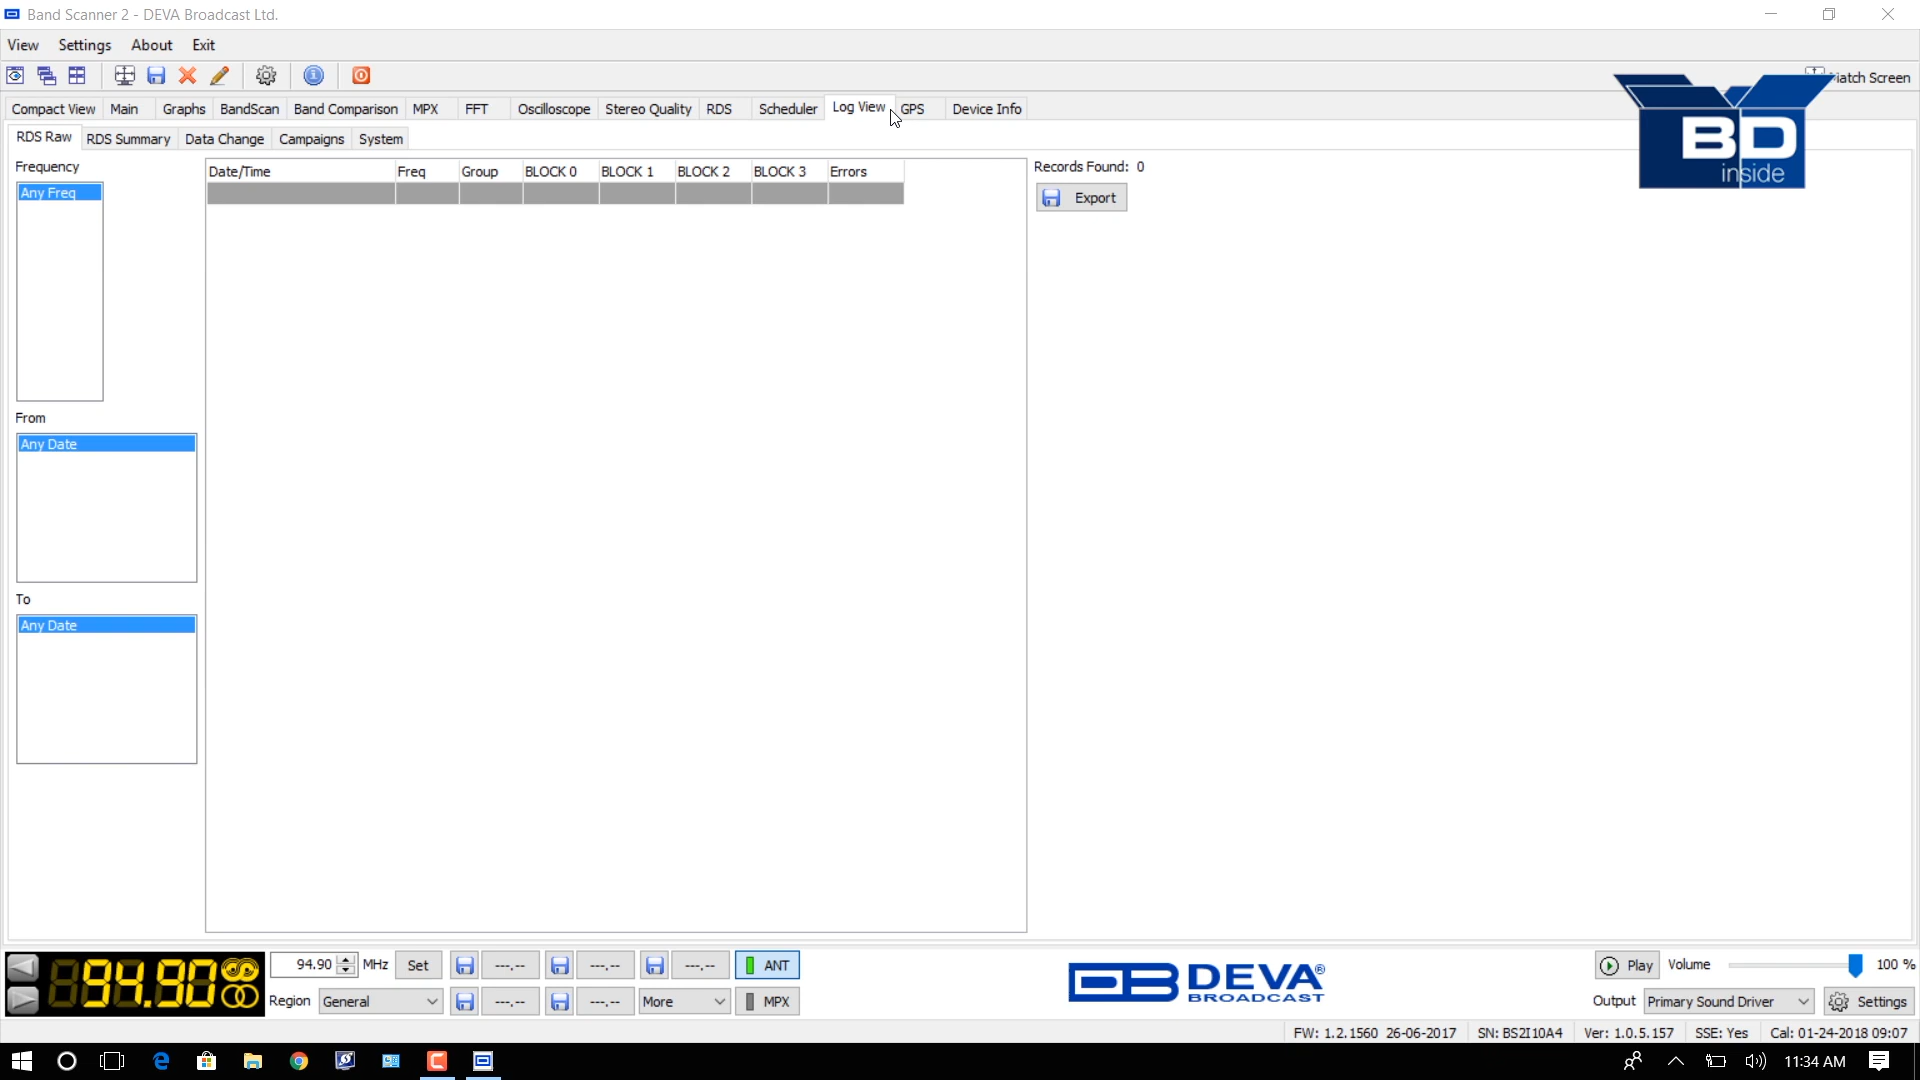 Band Scanner 2 - DEVA Broadcast Ltd.
View Settings About Exit
Match Screen
Compact View Main Graphs BandScan Band Comparison MPX FFT Oscilloscope Stereo Quality RDS Scheduler Log View GPS Device Info
RDS Raw RDS Summary Data Change Campaigns System
BD
inside
Frequency
Any Freq
Date/Time Freq Group BLOCK 0 BLOCK 1 BLOCK 2 BLOCK 3 Errors
Records Found: 0
Export
From
Any Date
To
Any Date
94.90
94.90 MHz Set ---.-- ---.-- ---.-- ANT
Region General ---.-- ---.-- More MPX
DEVA®
BROADCAST
Play Volume 100 %
Output Primary Sound Driver Settings
FW: 1.2.1560 26-06-2017 SN: BS2I10A4 Ver: 1.0.5.157 SSE: Yes Cal: 01-24-2018 09:07
11:34 AM